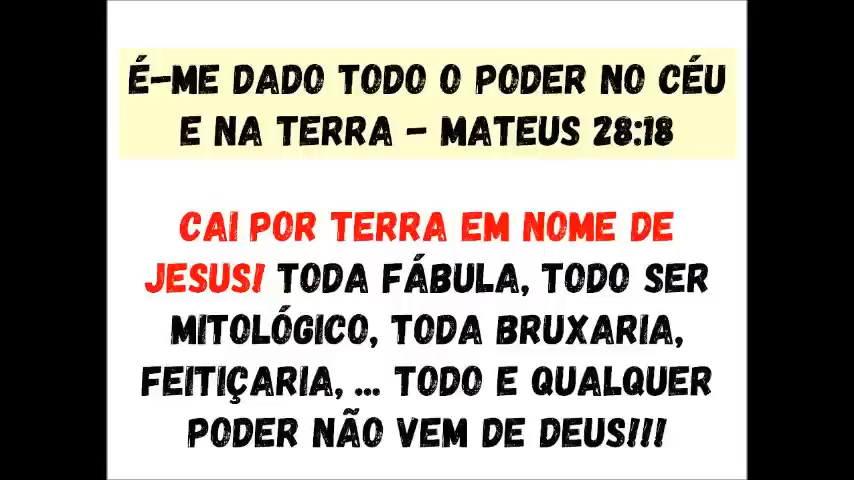 É-ME DADO TODO O PODER NO CÉU
E NA TERRA - MATEUS 28:18
CAI POR TERRA EM NOME DE
JESUS! TODA FÁBULA, TODO SER
MITOLÓGICO, TODA BRUXARIA,
FEITIÇARIA, ... TODO E QUALQUER
PODER NÃO VEM DE DEUS!!!